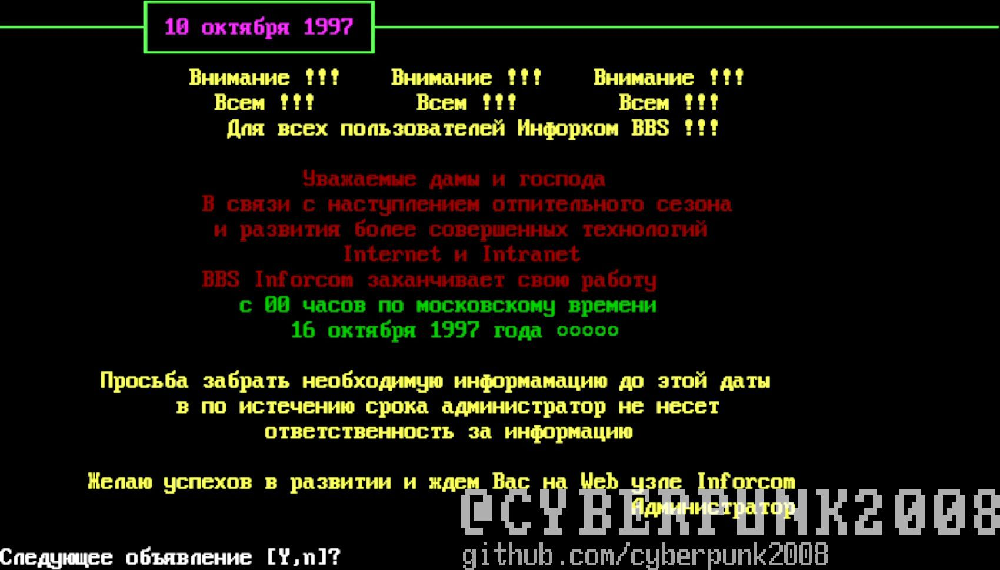 10 октября 1997
Внимание !!! Внимание !!! Внимание !!!
Всем !!! Всем !!! Всем !!!
Для всех пользователей Инфорком BBS !!!
Уважаемые дамы и господа
В связи с наступлением отпительного сезона
и развития более совершенных технологий
Internet и Intranet
BBS Inforcom заканчивает свою работу
с 00 часов по московскому времени
16 октября 1997 года ooooo
Просьба забрать необходимую информамацию до этой даты
в по истечению срока администратор не несет
ответственность за информацию
Желаю успехов в развитии и ждем Вас на Web узле Inforcom
Администратор
@CYBERPUNK2008
Следующее объявление [Y,n]?
github.com/cyberpunk2008